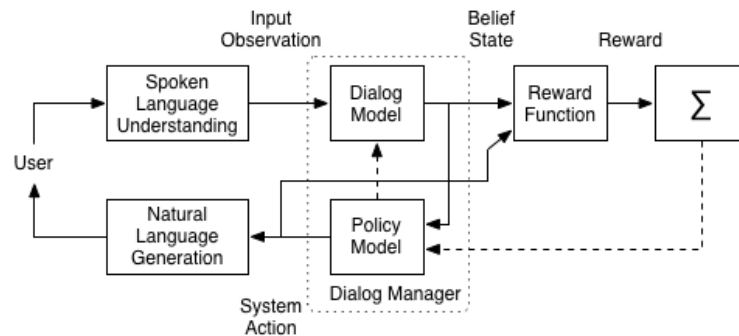 Input
Observation
Belief
State
Reward
Spoken
Language
Understanding
Dialog
Model
Reward
Function
Σ
User
Natural
Language
Generation
Policy
Model
Dialog Manager
System
Action